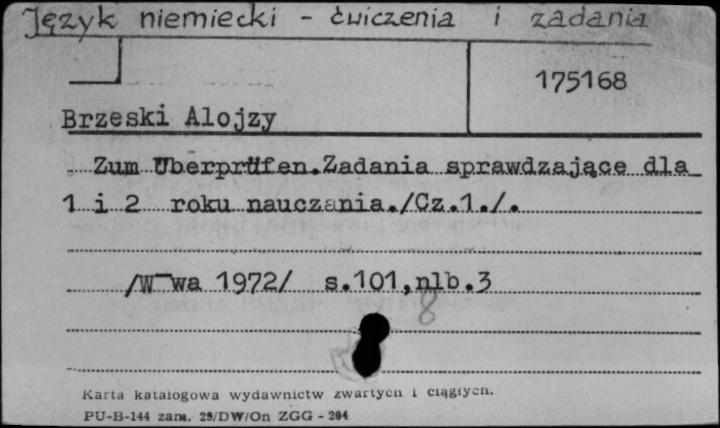 Język niemiecki - ćwiczenia i zadania
175168
Brzeski Alojzy
Zum Überprüfen.Zadania sprawdzające dla
1 i 2 roku nauczania./Cz.1./.
/W-wa 1972/ s.101,nlb.3
8
Karta katalogowa wydawnictw zwartych i ciągłych.
PU-B-144 zam. 29/DW/On ZGG - 204